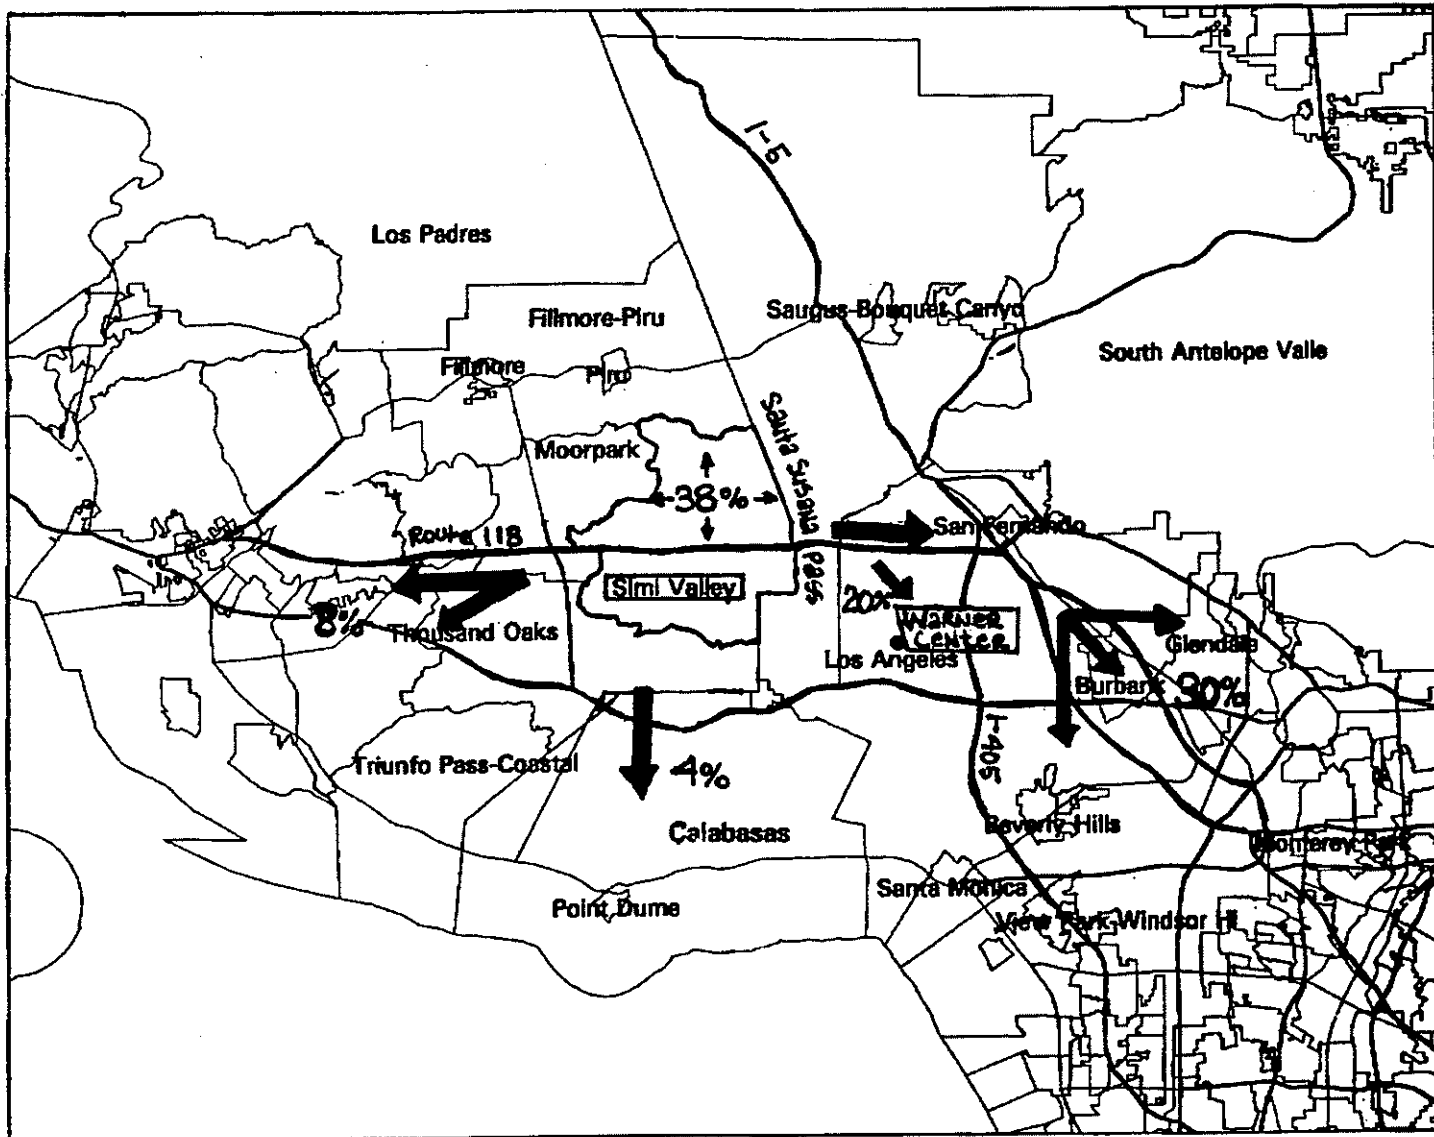 I-5
Los Padres
Fillmore-Piru
Saugus-Bouquet Canyo
South Antelope Valle
Fillmore
Piru
Santa Susana Pass
Moorpark
38%
San Fernando
Route 118
Simi Valley
20%
WARNER
CENTER
8%
Thousand Oaks
Los Angeles
Glendale
Burbank
30%
I-405
Triunfo Pass-Coastal
4%
Calabasas
Beverly Hills
Monterey Park
Santa Monica
Point Dume
View Park-Windsor Hi